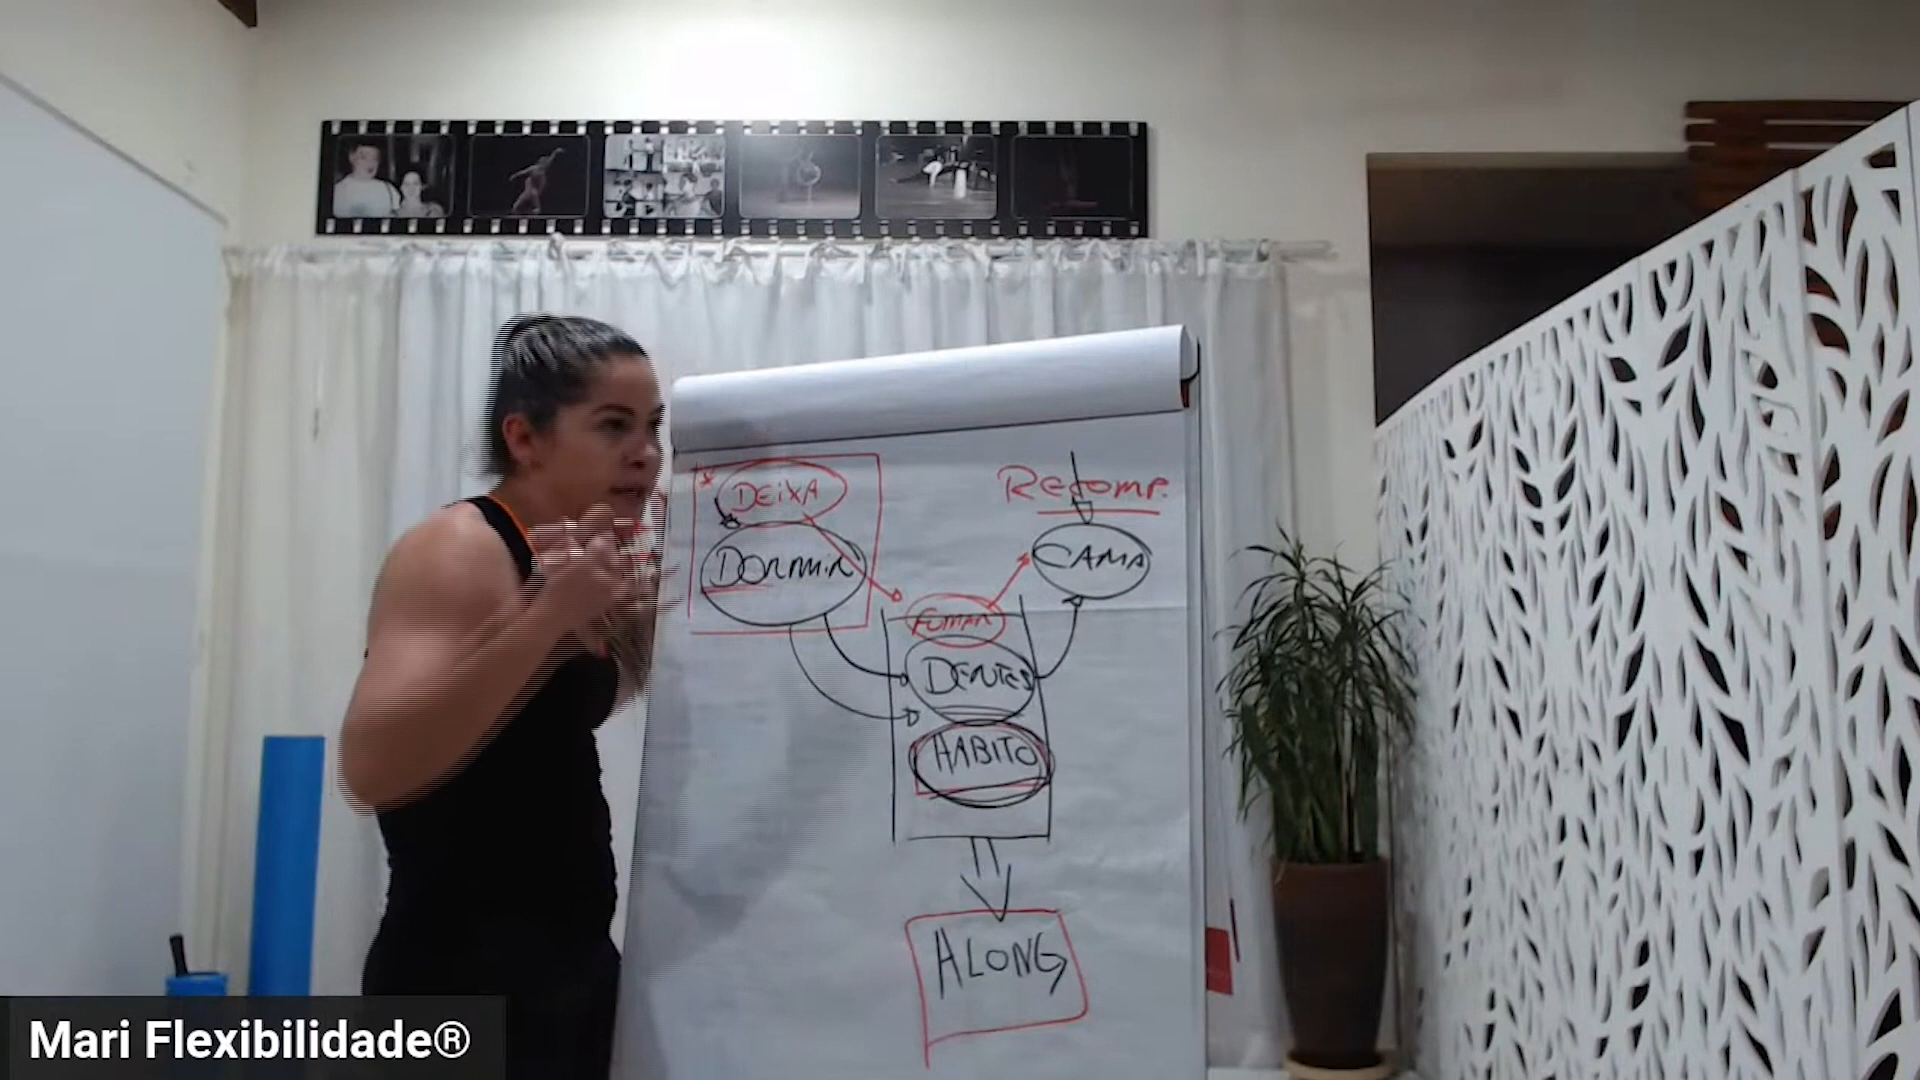 DEIXA
RECOMP.
DORMIR
CAMA
FUMAR
DENTES
HABITO
ALONG
Mari Flexibilidade®